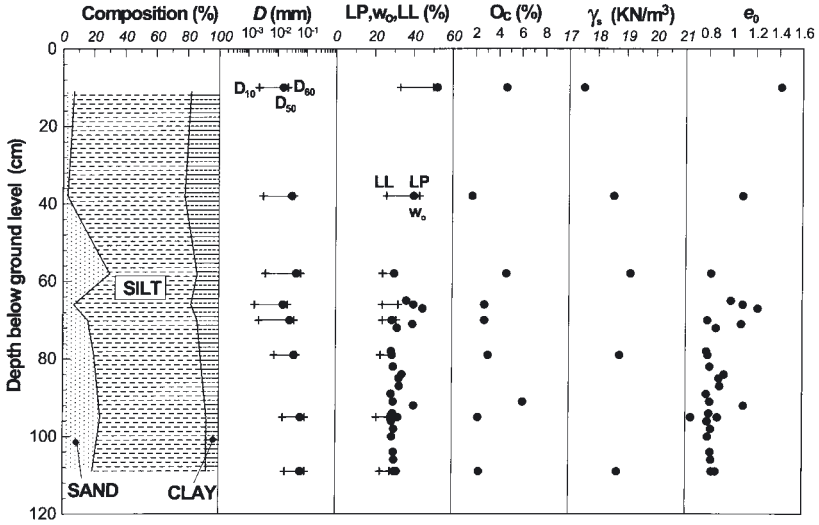 Composition (%)
0 20 40 60 80 100
D (mm)
10⁻³ 10⁻² 10⁻¹
LP,wₒ,LL (%)
0 20 40 60
O_C (%)
2 4 6 8
γₛ (KN/m³)
17 18 19 20 21
e₀
0.8 1 1.2 1.4 1.6
Depth below ground level (cm)
0
20
40
60
80
100
120
D₁₀ D₆₀
D₅₀
LL LP
wₒ
SILT
SAND CLAY